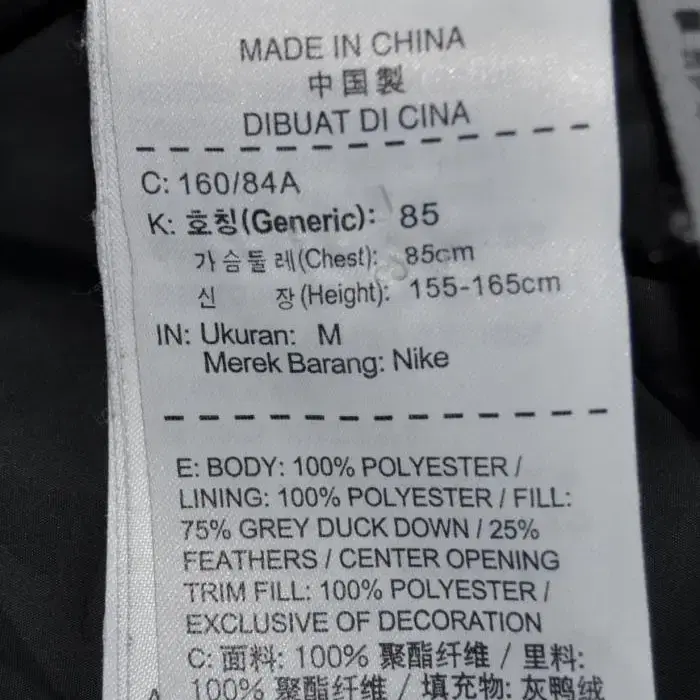 MADE IN CHINA
中国製
DIBUAT DI CINA
C: 160/84A
K: 호칭(Generic): 85
가슴둘레(Chest): 85cm
신 장(Height): 155-165cm
IN: Ukuran: M
Merek Barang: Nike
E: BODY: 100% POLYESTER /
LINING: 100% POLYESTER / FILL:
75% GREY DUCK DOWN / 25%
FEATHERS / CENTER OPENING
TRIM FILL: 100% POLYESTER /
EXCLUSIVE OF DECORATION
C: 面料: 100% 聚酯纤维 / 里料:
100% 聚酯纤维 / 填充物: 灰鸭绒